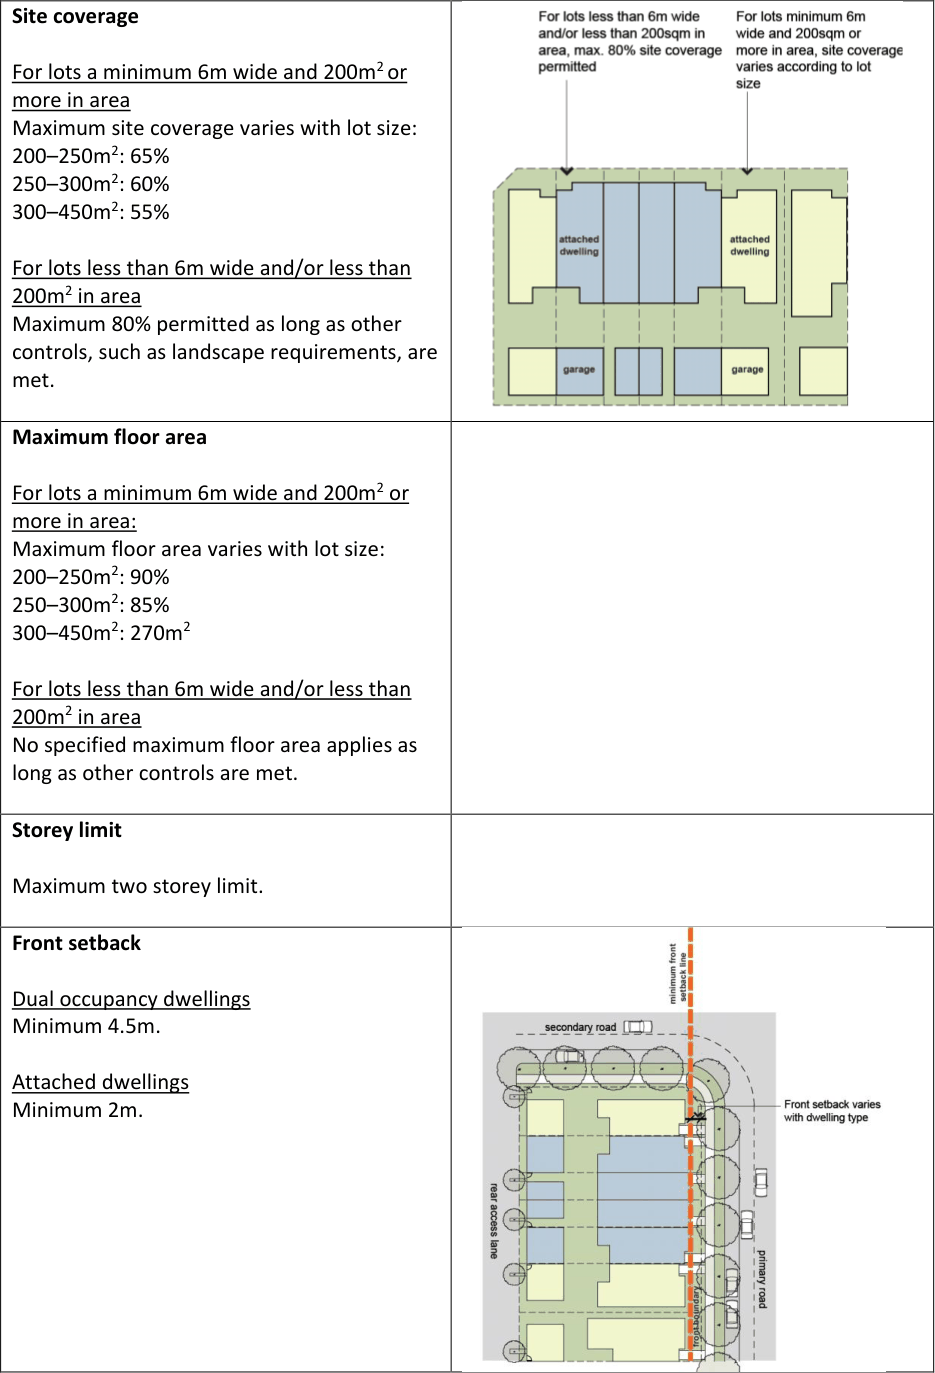 Site coverage
For lots a minimum 6m wide and 200m² or
more in area
Maximum site coverage varies with lot size:
200–250m²: 65%
250–300m²: 60%
300–450m²: 55%
For lots less than 6m wide and/or less than
200m² in area
Maximum 80% permitted as long as other
controls, such as landscape requirements, are
met.
For lots less than 6m wide
and/or less than 200sqm in
area, max. 80% site coverage
permitted
For lots minimum 6m
wide and 200sqm or
more in area, site coverage
varies according to lot
size
attached
dwelling
attached
dwelling
garage
garage
Maximum floor area
For lots a minimum 6m wide and 200m² or
more in area:
Maximum floor area varies with lot size:
200–250m²: 90%
250–300m²: 85%
300–450m²: 270m²
For lots less than 6m wide and/or less than
200m² in area
No specified maximum floor area applies as
long as other controls are met.
Storey limit
Maximum two storey limit.
Front setback
Dual occupancy dwellings
Minimum 4.5m.
Attached dwellings
Minimum 2m.
minimum front
setback line
secondary road
Front setback varies
with dwelling type
rear access lane
primary road
front boundary